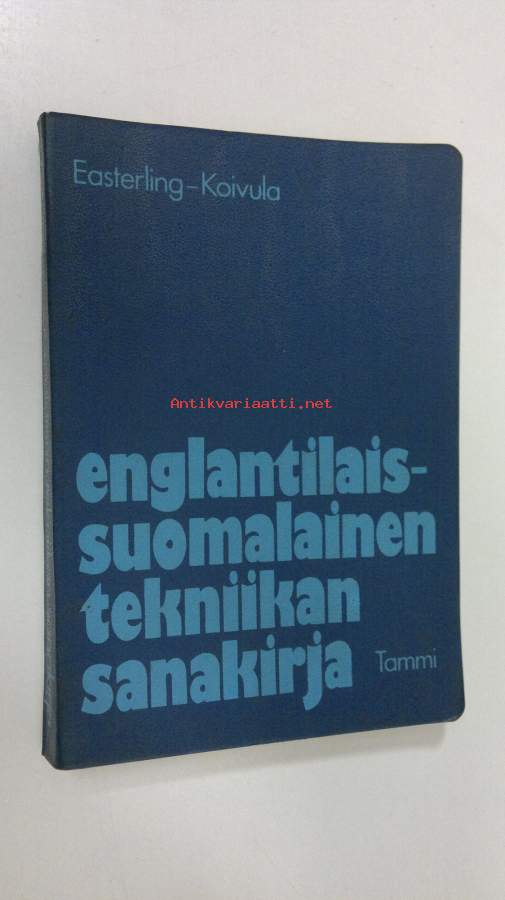 Easterling–Koivula
Antikvariaatti.net
englantilais-
suomalainen
tekniikan
sanakirja
Tammi